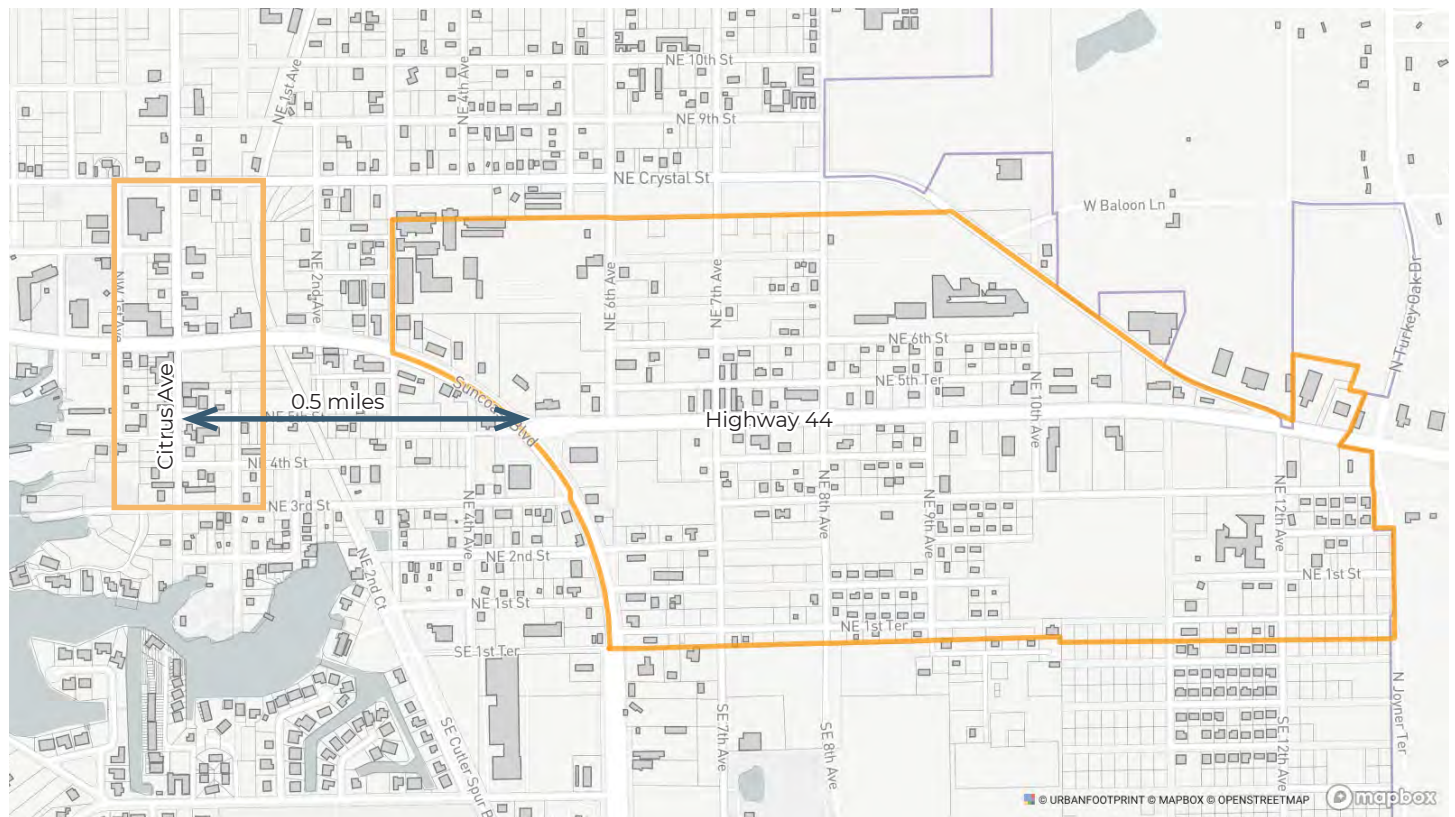 NE 10th St
NE 1st Ave
NE 4th Ave
NE 9th St
NE Crystal St
W Baloon Ln
NE 2nd Ave
NW 1st Ave
NE 6th Ave
NE 7th Ave
N Turkey Oak Dr
NE 6th St
NE 5th Ter
Suncoast Blvd
0.5 miles
NE 5th St
Citrus Ave
Highway 44
NE 10th Ave
NE 4th St
NE 3rd St
NE 8th Ave
NE 9th Ave
NE 12th Ave
NE 4th Ave
NE 2nd St
NE 2nd Ct
NE 1st St
NE 1st St
NE 1st Ter
SE 1st Ter
SE 7th Ave
SE 8th Ave
SE 12th Ave
N Joyner Ter
SE Cutler Spur
© URBANFOOTPRINT © MAPBOX © OPENSTREETMAP
mapbox